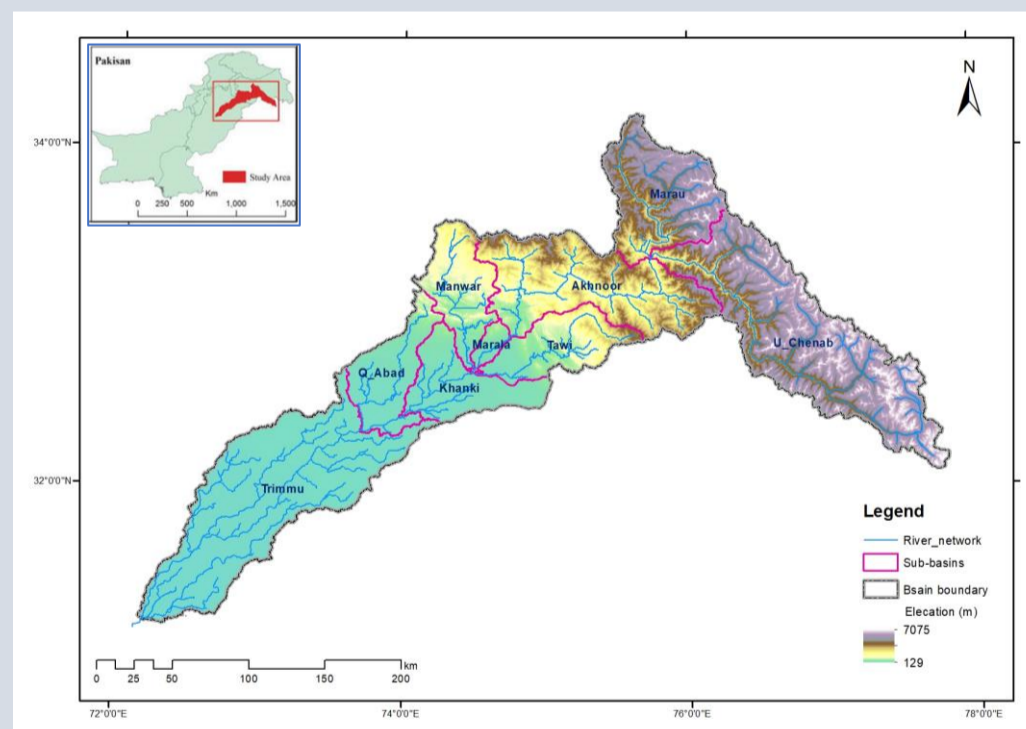 Pakisan
Study Area
Km
0 250 500 1,000 1,500
N
34°0'0"N
32°0'0"N
Marau
Manwar
Akhnoor
Marala
Tawi
U_Chenab
Q_Abad
Khanki
Trimmu
Legend
River_network
Sub-basins
Bsain boundary
Elecation (m)
7075
129
km
0 25 50 100 150 200
72°0'0"E 74°0'0"E 76°0'0"E 78°0'0"E